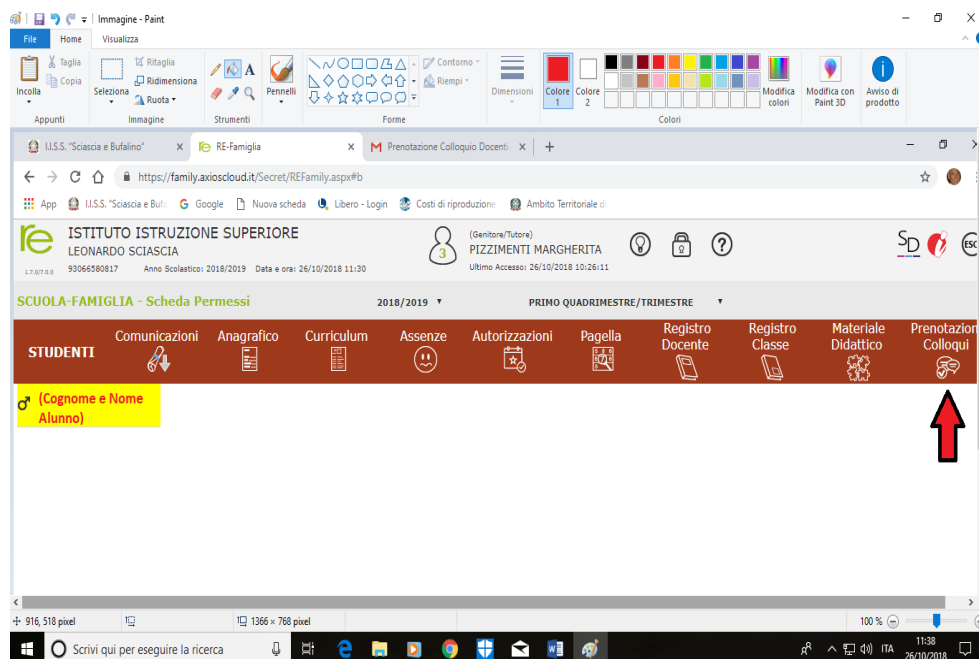 Immagine - Paint
File Home Visualizza
Incolla
Taglia
Copia
Appunti
Seleziona
Ritaglia
Ridimensiona
Ruota
Immagine
A
Strumenti
Pennelli
Contorno
Riempi
Forme
Dimensioni
Colore 1
Colore 2
Modifica colori
Colori
Modifica con Paint 3D
Avviso di prodotto
I.I.S.S. "Sciascia e Bufalino" RE-Famiglia Prenotazione Colloquio Docenti
https://family.axioscloud.it/Secret/REFamily.aspx#b
App I.I.S.S. "Sciascia e Bufa Google Nuova scheda Libero - Login Costi di riproduzione Ambito Territoriale di
re
1.7.0/7.0.0
ISTITUTO ISTRUZIONE SUPERIORE
LEONARDO SCIASCIA
93066580817 Anno Scolastico: 2018/2019 Data e ora: 26/10/2018 11:30
3
(Genitore/Tutore)
PIZZIMENTI MARGHERITA
Ultimo Accesso: 26/10/2018 10:26:11
?
SD
ESC
SCUOLA-FAMIGLIA - Scheda Permessi 2018/2019 PRIMO QUADRIMESTRE/TRIMESTRE
STUDENTI
Comunicazioni
Anagrafico
Curriculum
Assenze
Autorizzazioni
Pagella
Registro
Docente
Registro
Classe
Materiale
Didattico
Prenotazion
Colloqui
(Cognome e Nome
Alunno)
916, 518 pixel 1366 × 768 pixel 100 %
Scrivi qui per eseguire la ricerca
ITA
11:38
26/10/2018